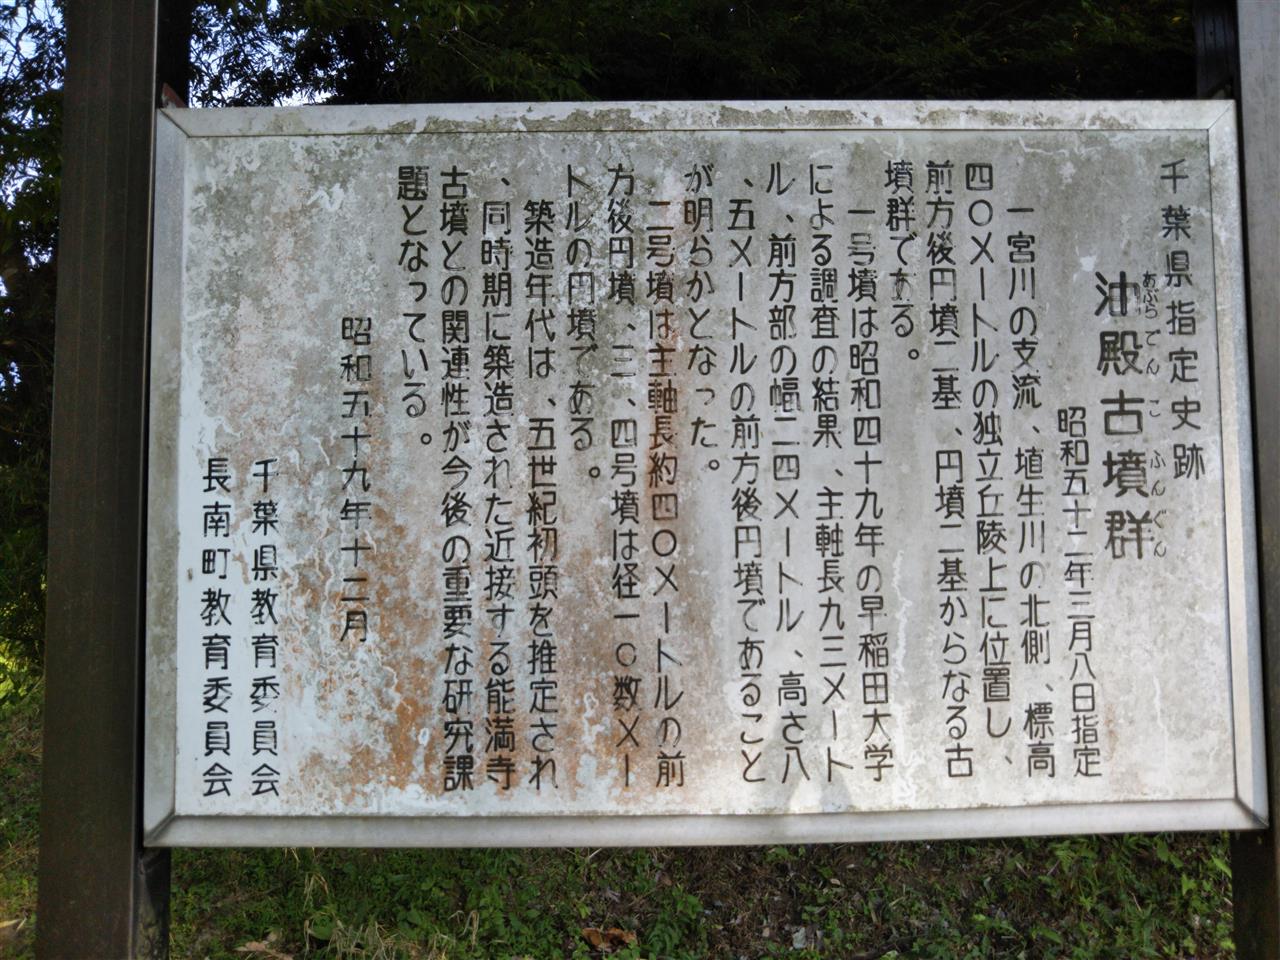 千葉県指定史跡
油殿古墳群
あぶらでんこふんぐん
昭和五十二年三月八日指定
一宮川の支流、埴生川の北側、標高
四〇メートルの独立丘陵上に位置し、
前方後円墳二基、円墳二基からなる古
墳群である。
一号墳は昭和四十九年の早稲田大学
による調査の結果、主軸長九三メート
ル、前方部の幅二四メートル、高さ八
、五メートルの前方後円墳であること
が明らかとなった。
二号墳は主軸長約四〇メートルの前
方後円墳、三、四号墳は径一〇数メー
トルの円墳である。
築造年代は、五世紀初頭を推定され
、同時期に築造された近接する能満寺
古墳との関連性が今後の重要な研究課
題となっている。
昭和五十九年十二月
千葉県教育委員会
長南町教育委員会